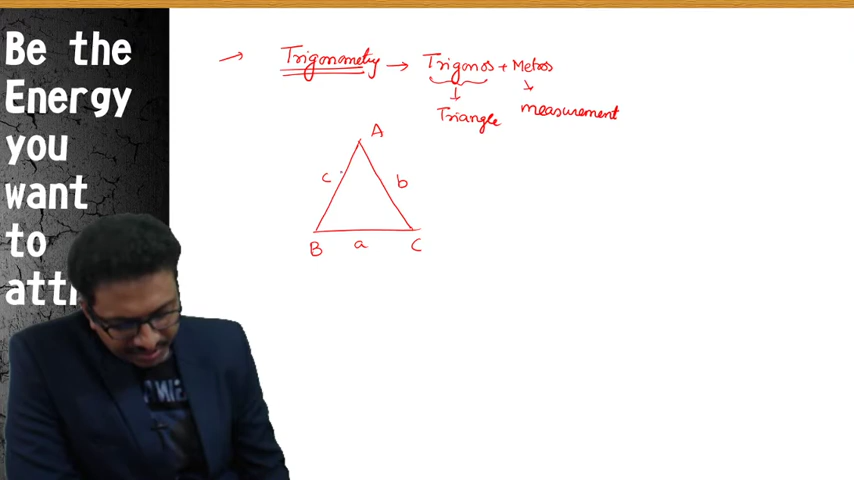 Be the
Energy
you
want
to
→ Trigonometry → Trigonos + Metros
Triangle measurement
A
c b
B a C